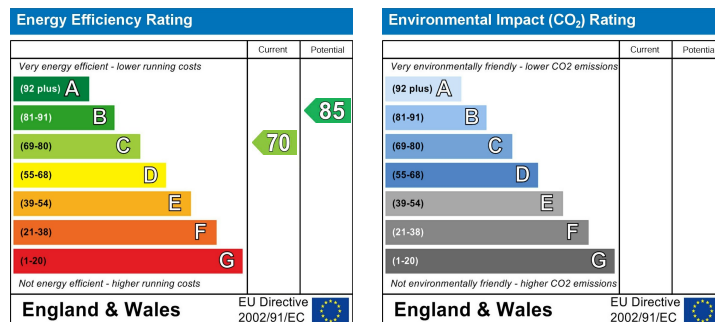 Energy Efficiency Rating
Current Potential
Very energy efficient - lower running costs
(92 plus) A
(81-91) B
(69-80) C
(55-68) D
(39-54) E
(21-38) F
(1-20) G
70
85
Not energy efficient - higher running costs
England & Wales
EU Directive
2002/91/EC
Environmental Impact (CO₂) Rating
Current Potential
Very environmentally friendly - lower CO2 emissions
(92 plus) A
(81-91) B
(69-80) C
(55-68) D
(39-54) E
(21-38) F
(1-20) G
Not environmentally friendly - higher CO2 emissions
England & Wales
EU Directive
2002/91/EC